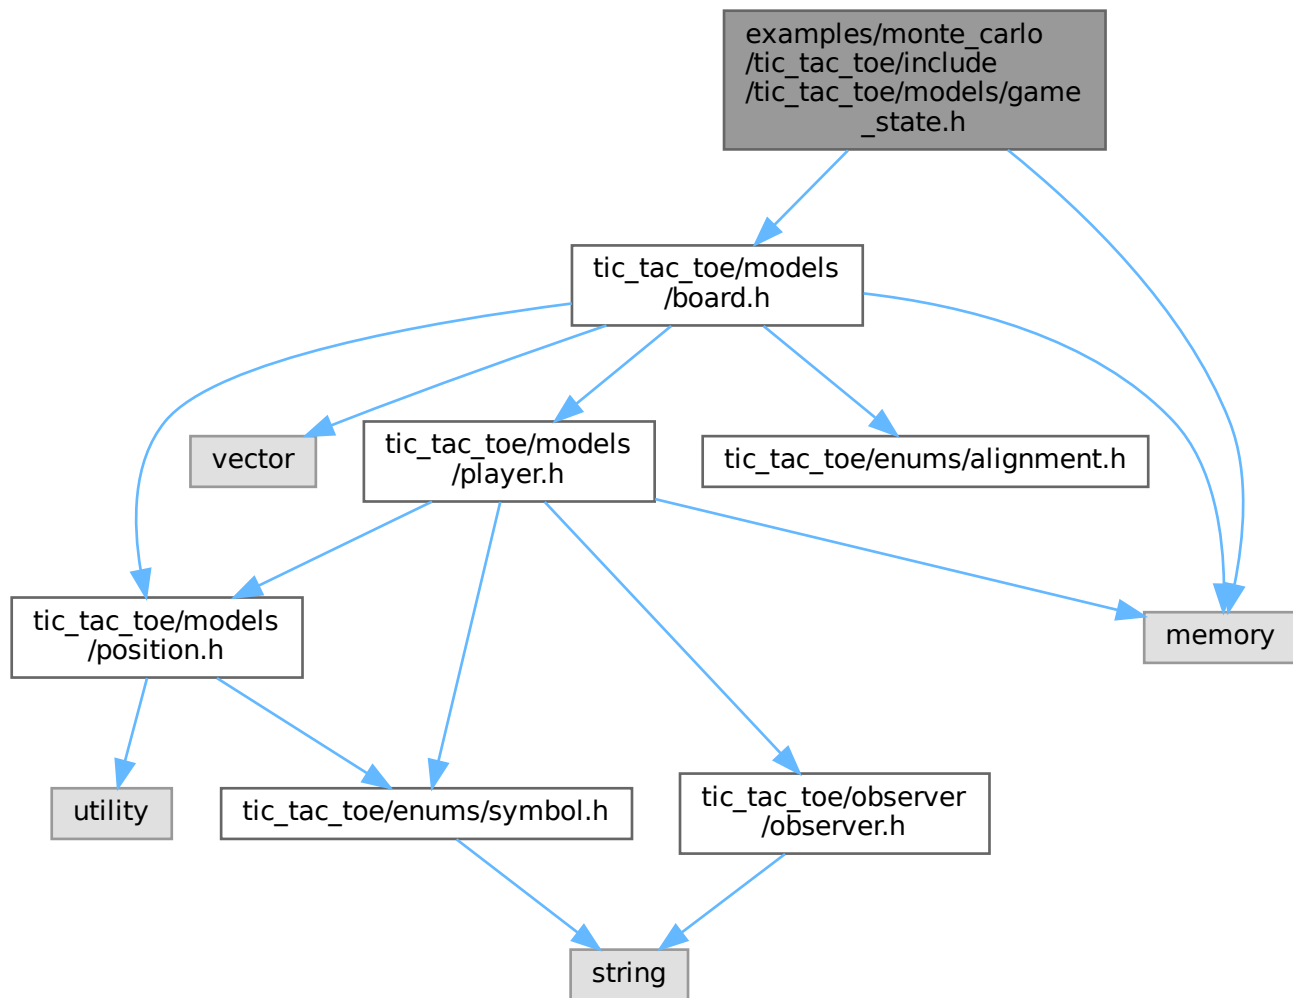 examples/monte_carlo
/tic_tac_toe/include
/tic_tac_toe/models/game
_state.h
tic_tac_toe/models
/board.h
vector
tic_tac_toe/models
/player.h
tic_tac_toe/enums/alignment.h
tic_tac_toe/models
/position.h
memory
utility
tic_tac_toe/enums/symbol.h
tic_tac_toe/observer
/observer.h
string